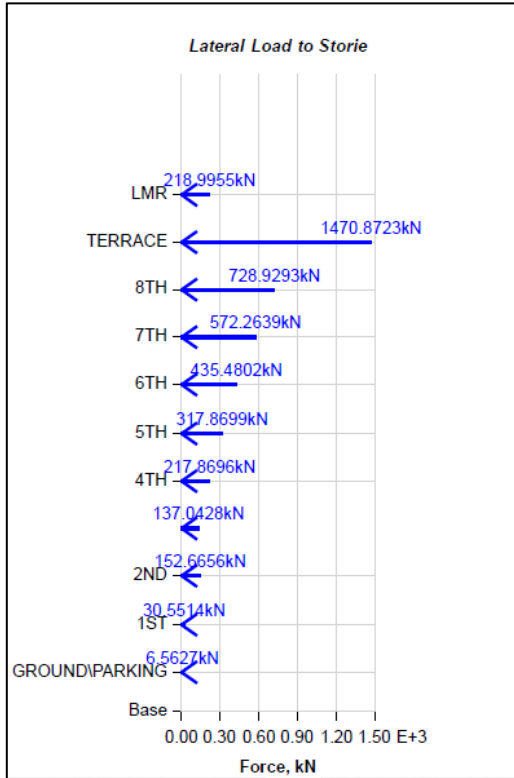 Lateral Load to Storie
218.9955kN
LMR
1470.8723kN
TERRACE
728.9293kN
8TH
572.2639kN
7TH
435.4802kN
6TH
317.8699kN
5TH
217.8696kN
4TH
137.0428kN
152.6656kN
2ND
30.5514kN
1ST
6.5627kN
GROUND\PARKING
Base
0.00 0.30 0.60 0.90 1.20 1.50 E+3
Force, kN